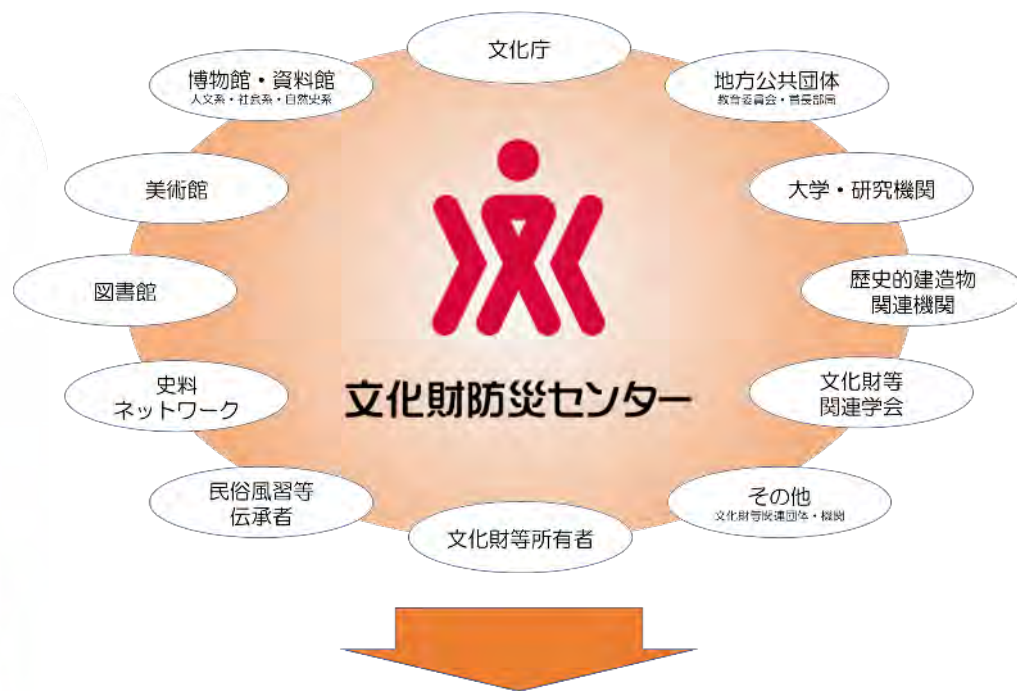 文化庁
博物館・資料館
人文系・社会系・自然史系
地方公共団体
教育委員会・首長部局
美術館
大学・研究機関
図書館
歴史的建造物
関連機関
史料
ネットワーク
文化財防災センター
文化財等
関連学会
民俗風習等
伝承者
その他
文化財等関連団体・機関
文化財等所有者